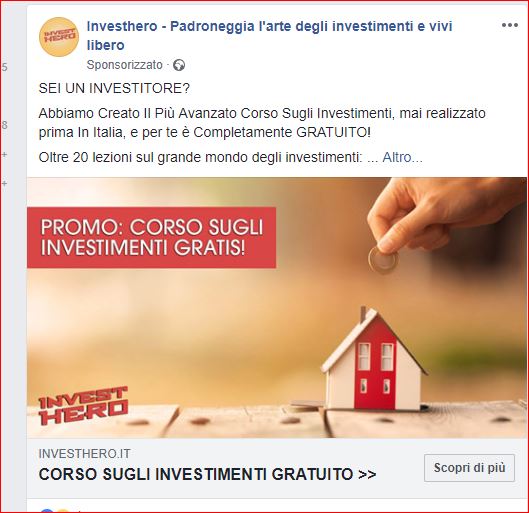 Investhero - Padroneggia l'arte degli investimenti e vivi
libero
Sponsorizzato ·
SEI UN INVESTITORE?
Abbiamo Creato Il Più Avanzato Corso Sugli Investimenti, mai realizzato
prima In Italia, e per te è Completamente GRATUITO!
Oltre 20 lezioni sul grande mondo degli investimenti: ... Altro...
PROMO: CORSO SUGLI
INVESTIMENTI GRATIS!
INVEST
HERO
INVESTHERO.IT
CORSO SUGLI INVESTIMENTI GRATUITO >>
Scopri di più
INVEST
HERO
5
8
+
+